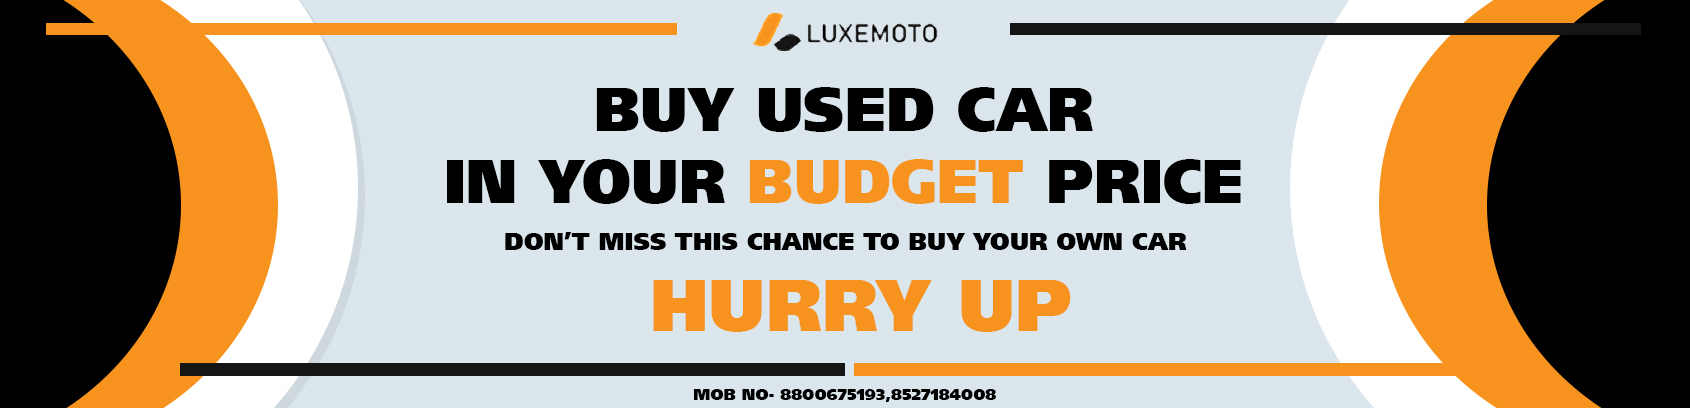 LUXEMOTO
BUY USED CAR
IN YOUR BUDGET PRICE
DON'T MISS THIS CHANCE TO BUY YOUR OWN CAR
HURRY UP
MOB NO- 8800675193,8527184008